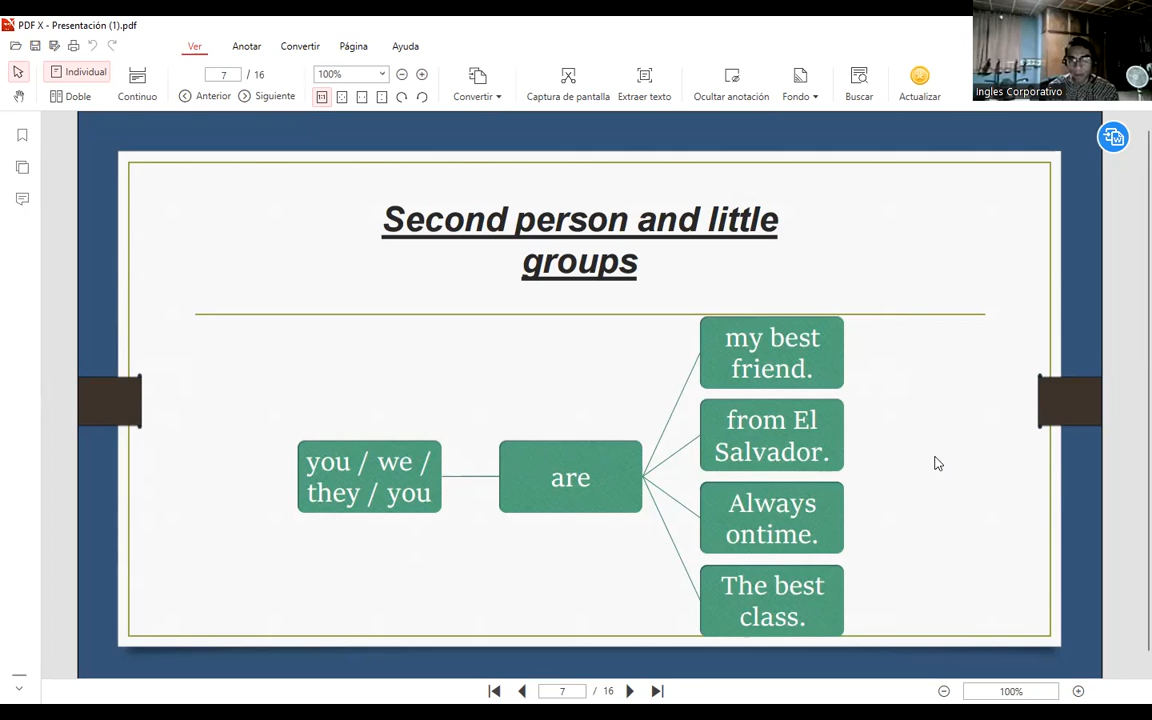 PDF X - Presentación (1).pdf
Ver Anotar Convertir Página Ayuda
Individual
7 / 16
100%
Doble
Continuo
Anterior
Siguiente
Convertir
Captura de pantalla
Extraer texto
Ocultar anotación
Fondo
Buscar
Actualizar
Ingles Corporativo
Second person and little
groups
you / we /
they / you
are
my best
friend.
from El
Salvador.
Always
ontime.
The best
class.
7 / 16
100%